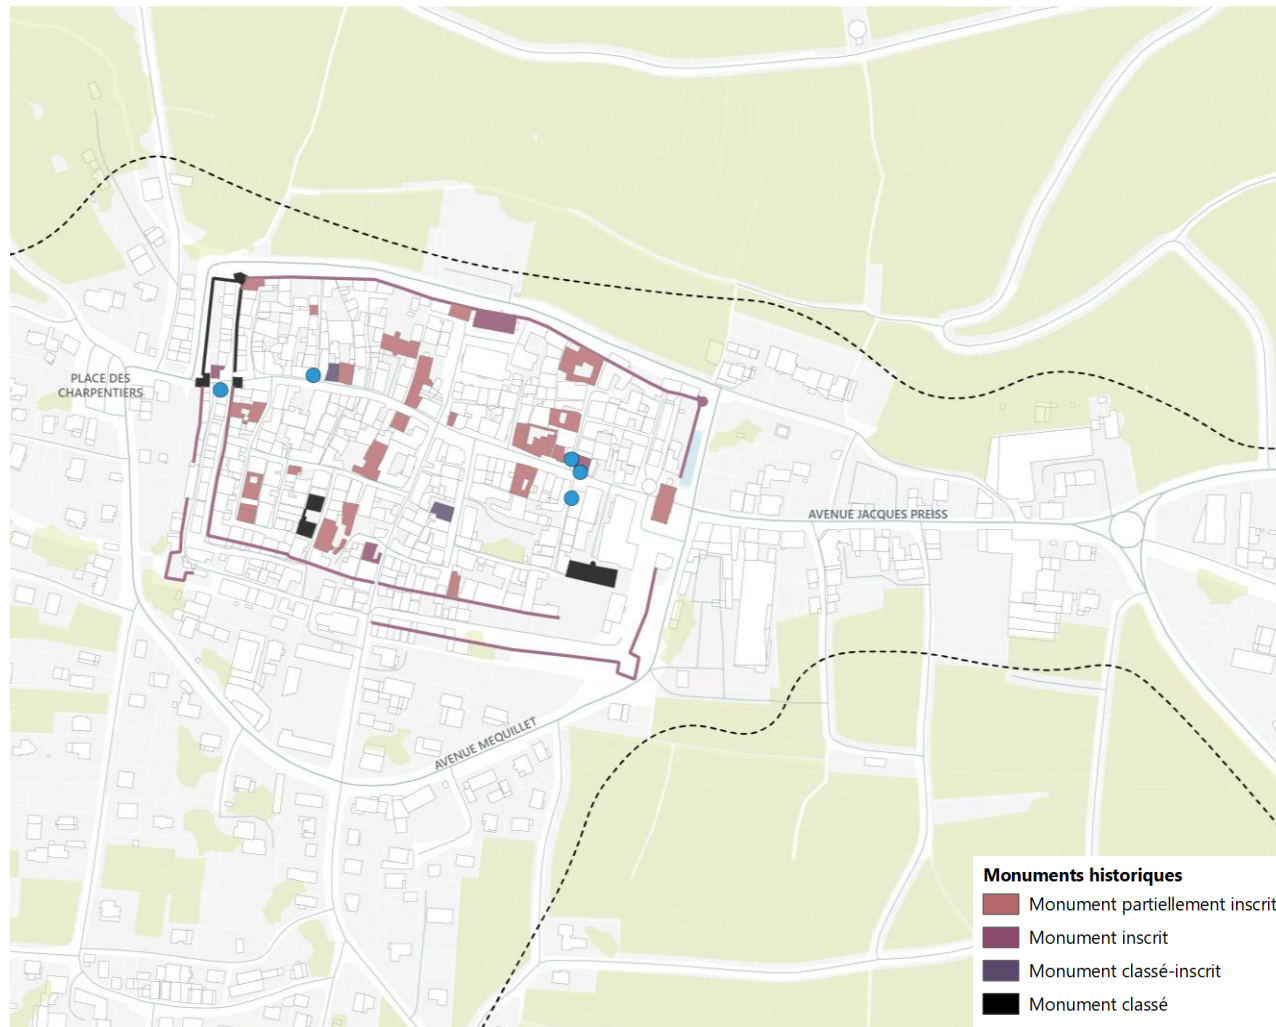 PLACE DES
CHARPENTIERS
AVENUE JACQUES PREISS
AVENUE MEQUILLET
Monuments historiques
Monument partiellement inscrit
Monument inscrit
Monument classé-inscrit
Monument classé